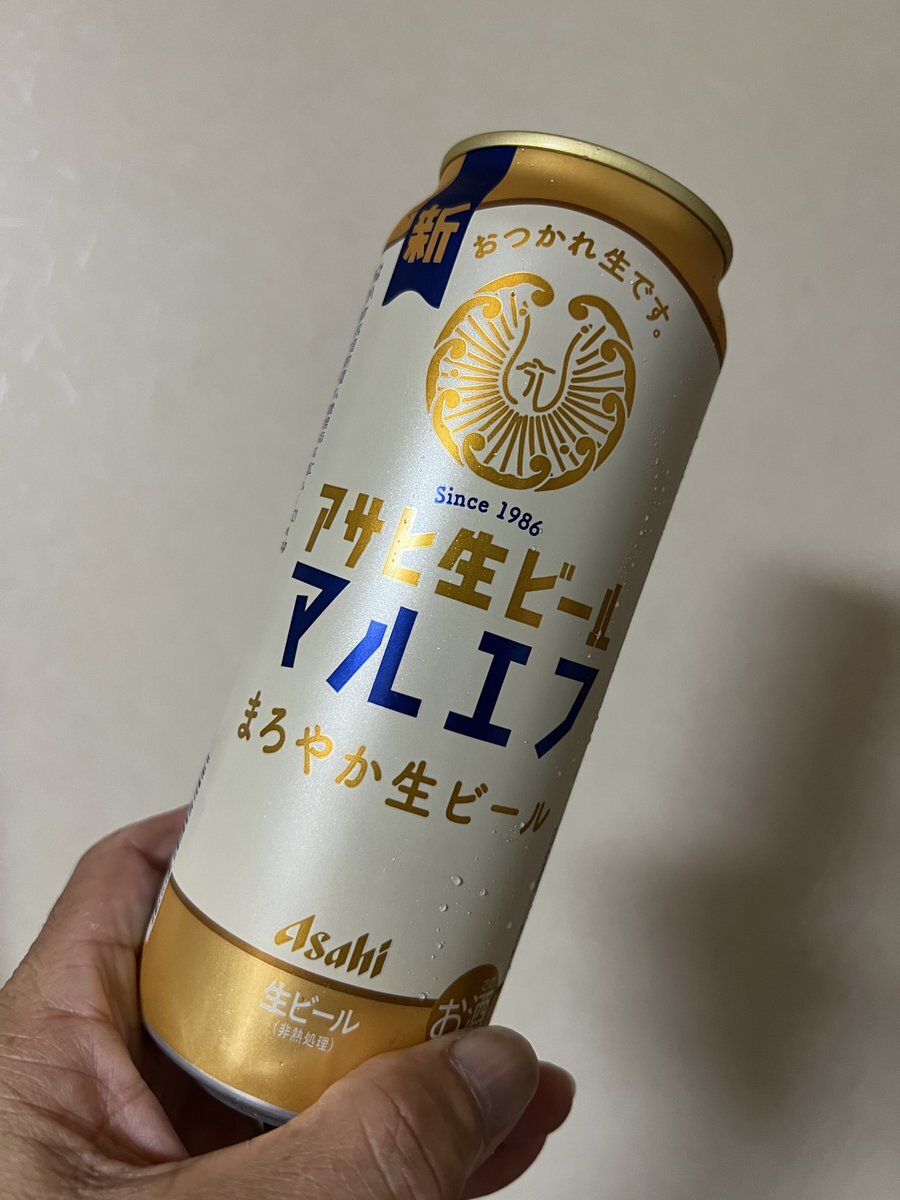 新
おつかれ生です。
Since 1986
アサヒ生ビール
マルエフ
まろやか生ビール
Asahi
生ビール
(非熱処理)
お酒